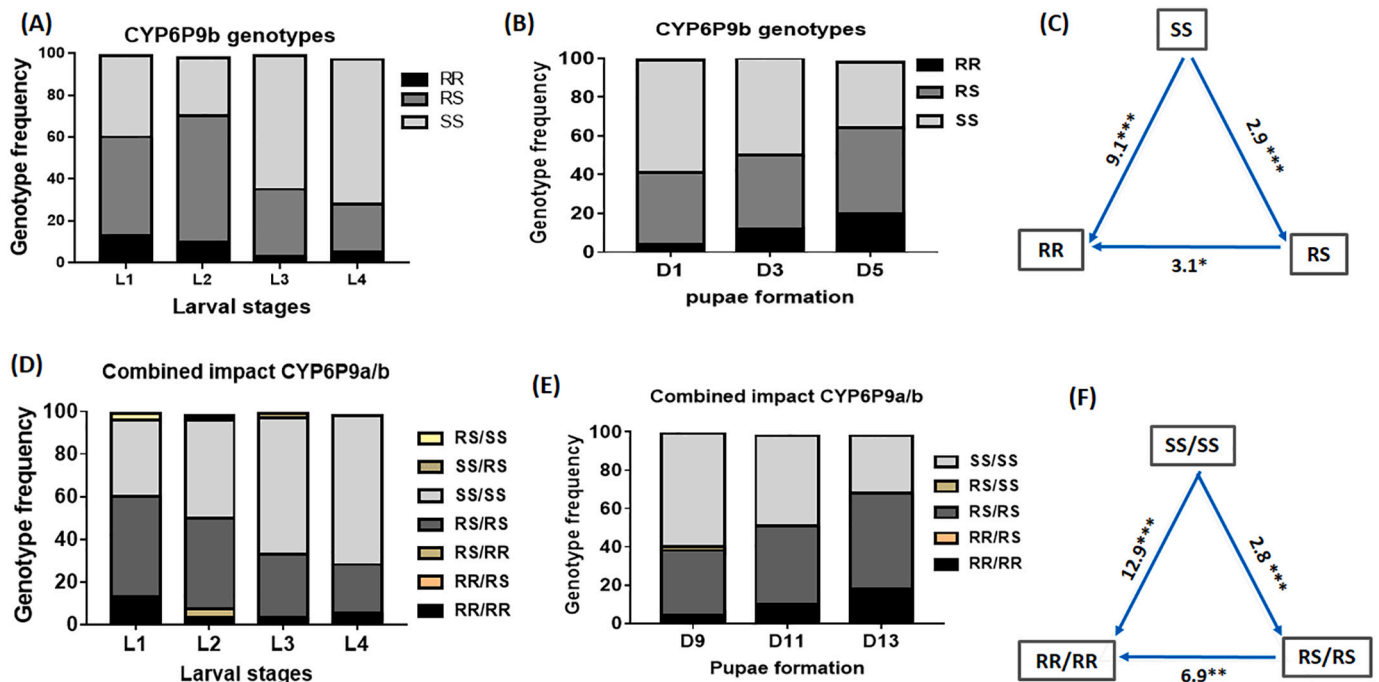 (A)
CYP6P9b genotypes
Genotype frequency
100
80
60
40
20
0
L1 L2 L3 L4
Larval stages
RR
RS
SS
(B)
CYP6P9b genotypes
Genotype frequency
100
80
60
40
20
0
D1 D3 D5
pupae formation
RR
RS
SS
(C)
SS
9.1***
2.9 ***
RR
RS
3.1*
(D)
Combined impact CYP6P9a/b
Genotype frequency
100
80
60
40
20
0
L1 L2 L3 L4
Larval stages
RS/SS
SS/RS
SS/SS
RS/RS
RS/RR
RR/RS
RR/RR
(E)
Combined impact CYP6P9a/b
Genotype frequency
100
80
60
40
20
0
D9 D11 D13
Pupae formation
SS/SS
RS/SS
RS/RS
RR/RS
RR/RR
(F)
SS/SS
12.9***
2.8 ***
RR/RR
RS/RS
6.9**